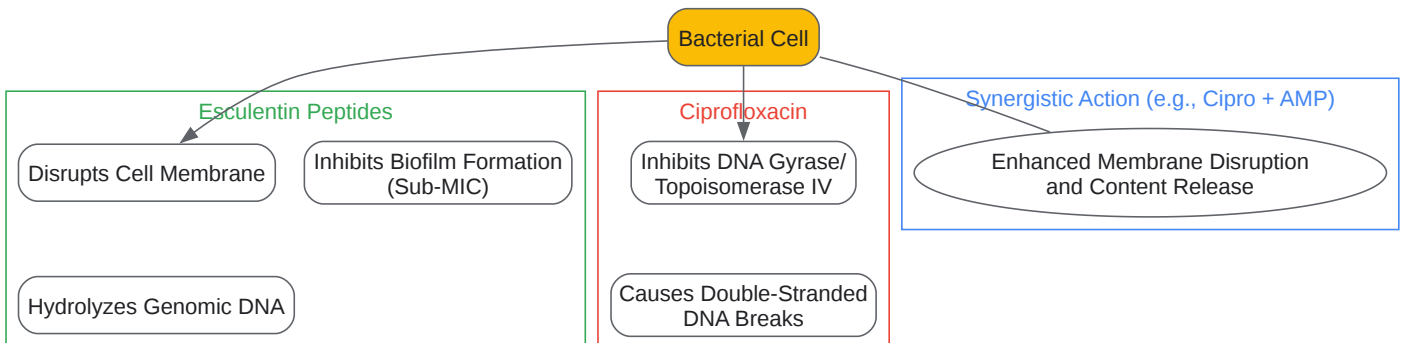 Bacterial Cell
Esculentin Peptides
Disrupts Cell Membrane
Inhibits Biofilm Formation
(Sub-MIC)
Hydrolyzes Genomic DNA
Ciprofloxacin
Inhibits DNA Gyrase/
Topoisomerase IV
Causes Double-Stranded
DNA Breaks
Synergistic Action (e.g., Cipro + AMP)
Enhanced Membrane Disruption
and Content Release